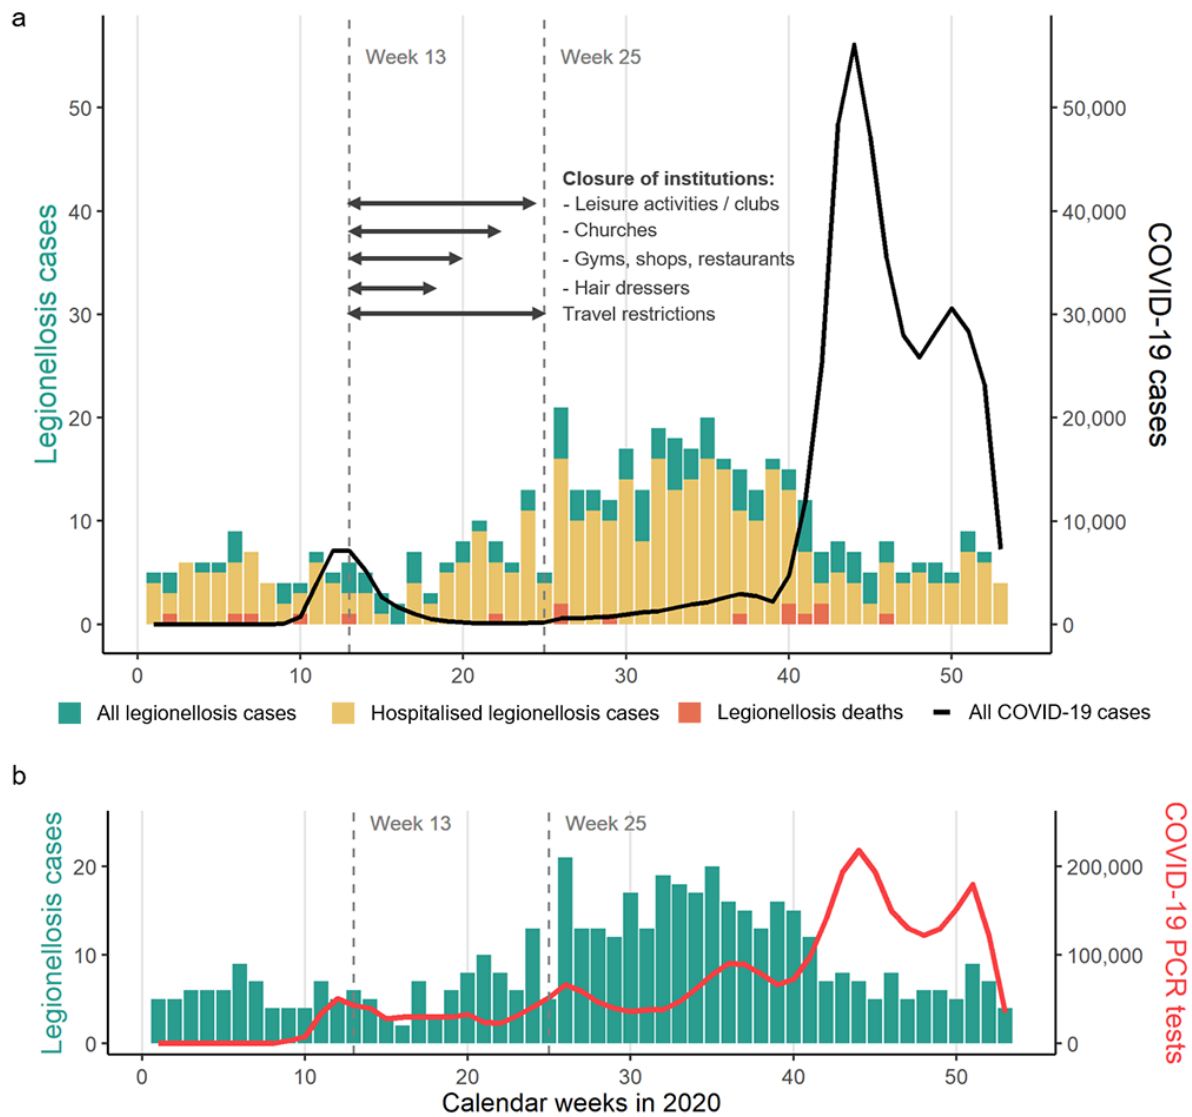 a
Week 13
Week 25
50
50,000
Closure of institutions:
- Leisure activities / clubs
40
40,000
- Churches
- Gyms, shops, restaurants
- Hair dressers
30
Travel restrictions
30,000
Legionellosis cases
COVID-19 cases
20
20,000
10
10,000
0
0
0 10 20 30 40 50
All legionellosis cases Hospitalised legionellosis cases Legionellosis deaths All COVID-19 cases
b
Week 13
Week 25
Legionellosis cases
COVID-19 PCR tests
20
200,000
10
100,000
0
0
0 10 20 30 40 50
Calendar weeks in 2020